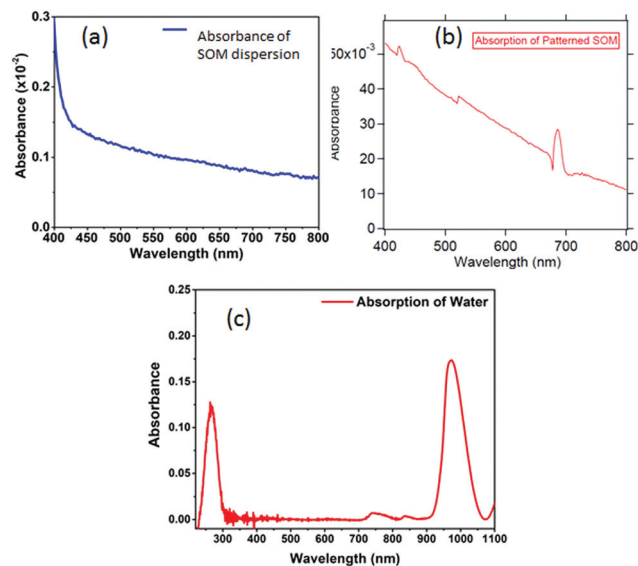 (a)
Absorbance of
SOM dispersion
Absorbance (x10⁻²)
0.3
0.2
0.1
0.0
400 450 500 550 600 650 700 750 800
Wavelength (nm)
(b)
Absorption of Patterned SOM
Absorbance
50x10⁻³
40
30
20
10
0
400 500 600 700 800
Wavelength (nm)
(c)
Absorption of Water
Absorbance
0.25
0.20
0.15
0.10
0.05
0.00
300 400 500 600 700 800 900 1000 1100
Wavelength (nm)